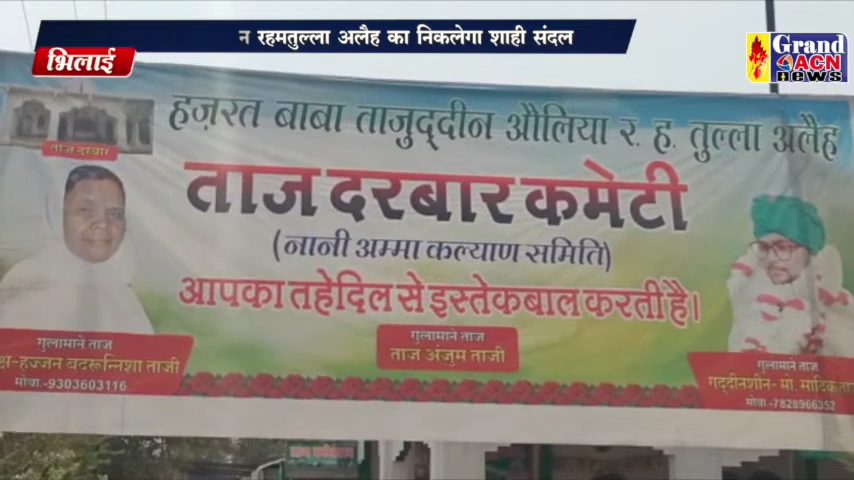 न रहमतुल्ला अलैह का निकलेगा शाही संदल
भिलाई
Grand
ACN
news
हज़रत बाबा ताजुद्दीन औलिया र. ह. तुल्ला अलैह
ताज दरबार
ताज दरबार कमेटी
(नानी अम्मा कल्याण समिति)
आपका तहेदिल से इस्तेकबाल करती है।
गुलामाने ताज
क्ष-हज्जन बदरून्निशा ताजी
मोबा.-9303603116
गुलामाने ताज
ताज अंजुम ताजी
गुलामाने ताज
गद्दीनशीन- मो. सादिक ता
मोबा.-7828966352